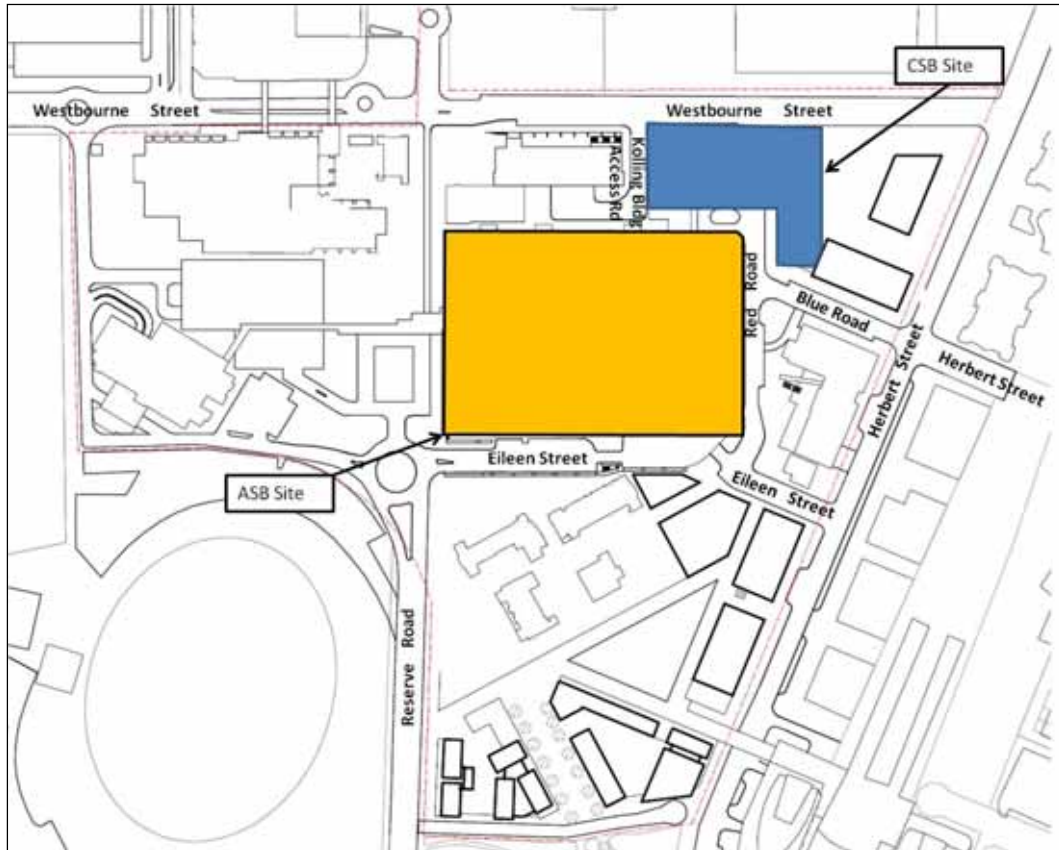 CSB Site
Westbourne Street
Westbourne Street
Kolling Bldg
Access Rd
Red Road
Blue Road
Herbert Street
Herbert Street
Eileen Street
ASB Site
Eileen Street
Reserve Road